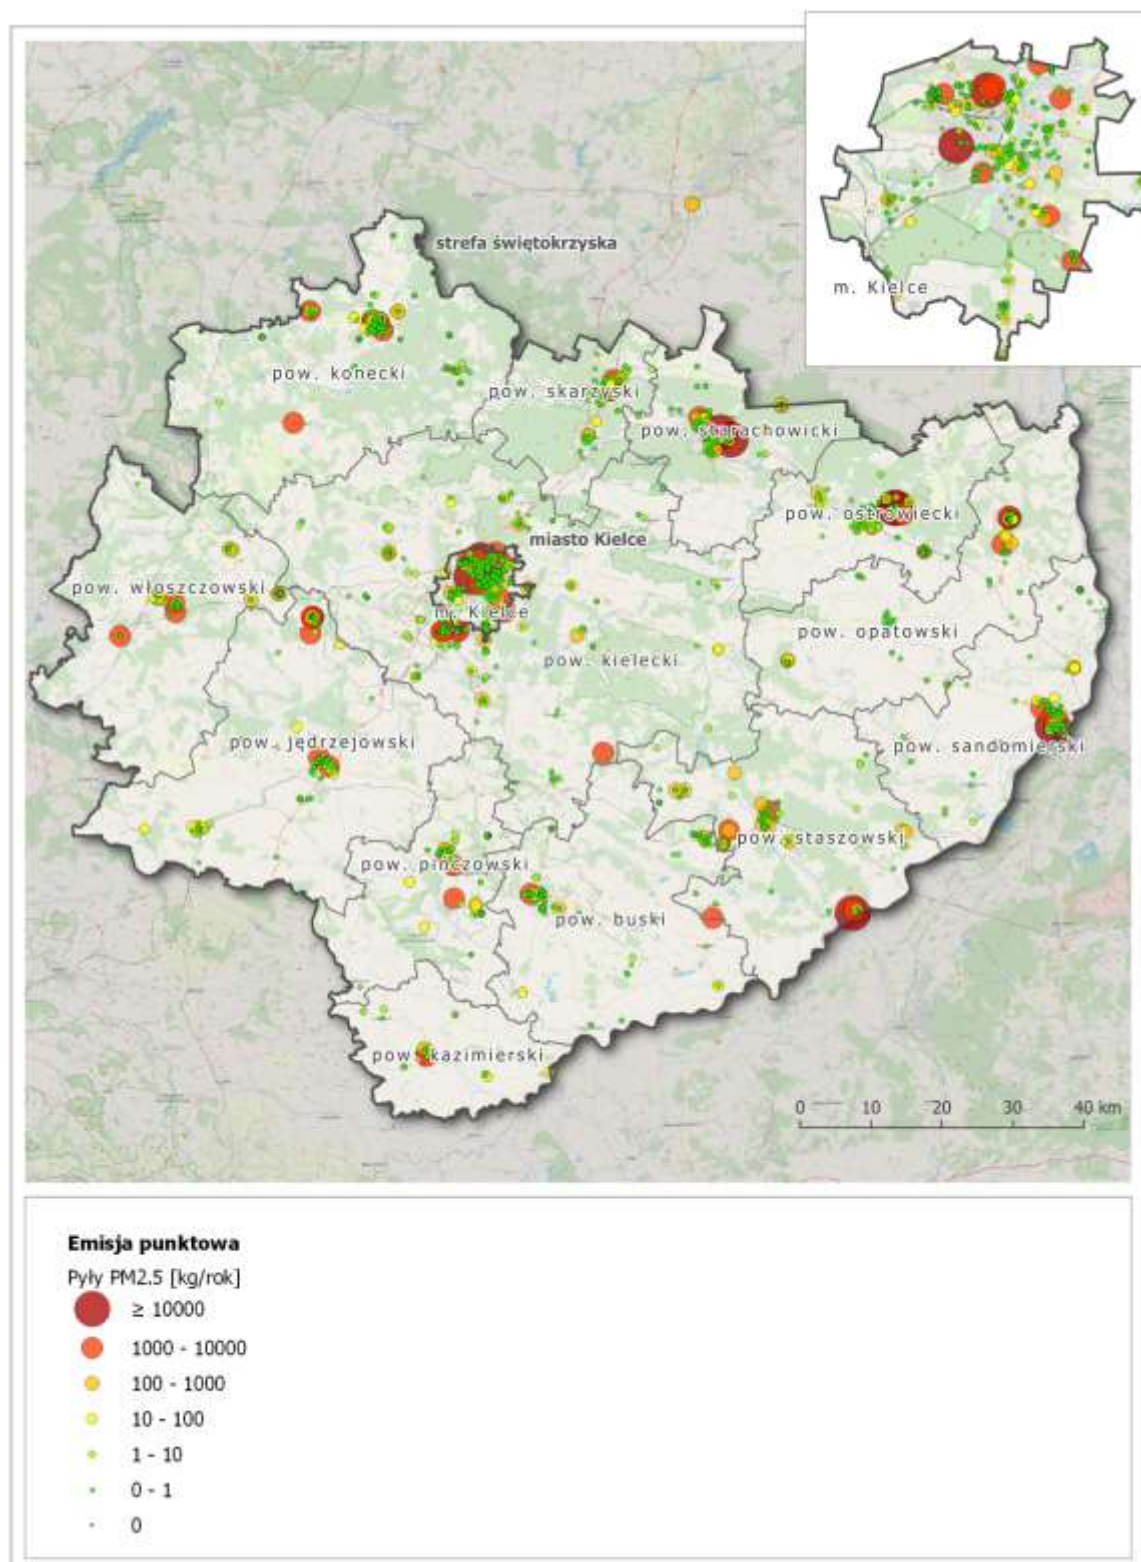 m. Kielce
strefa świętokrzyska
pow. konecki
pow. skarżyski
pow. starachowicki
pow. ostrowiecki
miasto Kielce
pow. włoszczowski
m. Kielce
pow. opatowski
pow. kielecki
pow. jędrzejowski
pow. sandomierski
pow. staszowski
pow. pińczowski
pow. buski
pow. kazimierski
0 10 20 30 40 km
Emisja punktowa
Pyły PM2.5 [kg/rok]
≥ 10000
1000 - 10000
100 - 1000
10 - 100
1 - 10
0 - 1
0